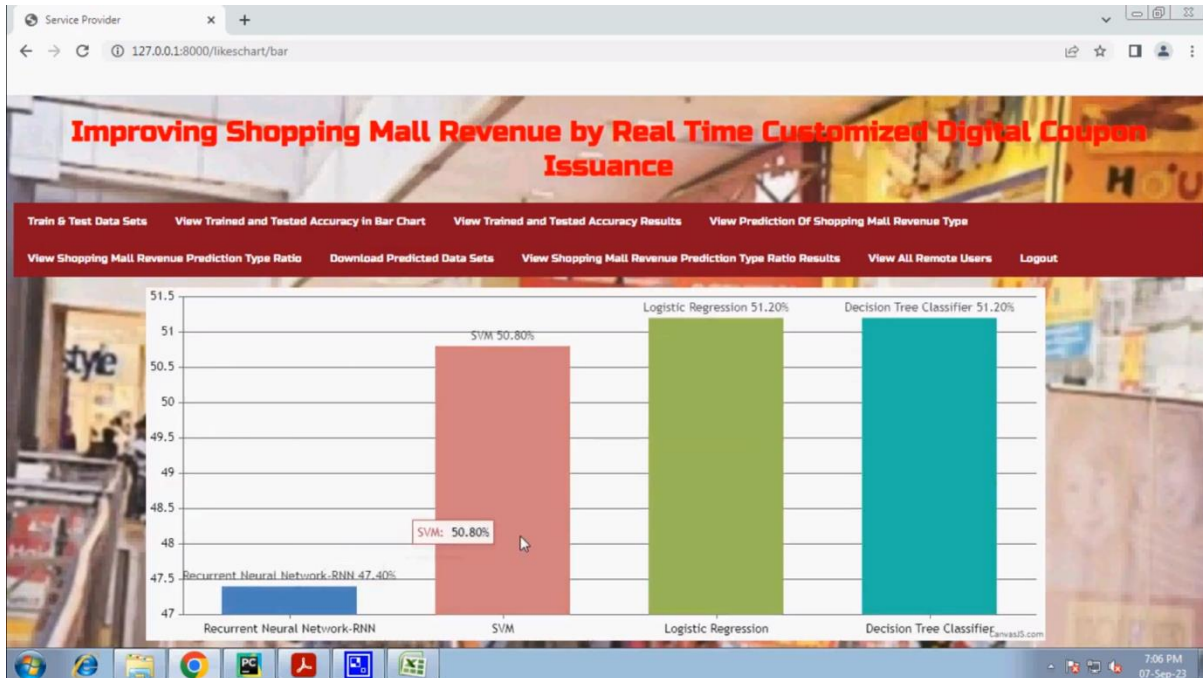 Service Provider
127.0.0.1:8000/likeschart/bar
Improving Shopping Mall Revenue by Real Time Customized Digital Coupon
Issuance
Train & Test Data Sets View Trained and Tested Accuracy in Bar Chart View Trained and Tested Accuracy Results View Prediction Of Shopping Mall Revenue Type
View Shopping Mall Revenue Prediction Type Ratio Download Predicted Data Sets View Shopping Mall Revenue Prediction Type Ratio Results View All Remote Users Logout
51.5
Logistic Regression 51.20% Decision Tree Classifier 51.20%
51
SVM 50.80%
50.5
50
49.5
49
48.5
SVM: 50.80%
48
47.5
Recurrent Neural Network-RNN 47.40%
47
Recurrent Neural Network-RNN SVM Logistic Regression Decision Tree Classifier
CanvasJS.com
style
PC
7:06 PM
07-Sep-23